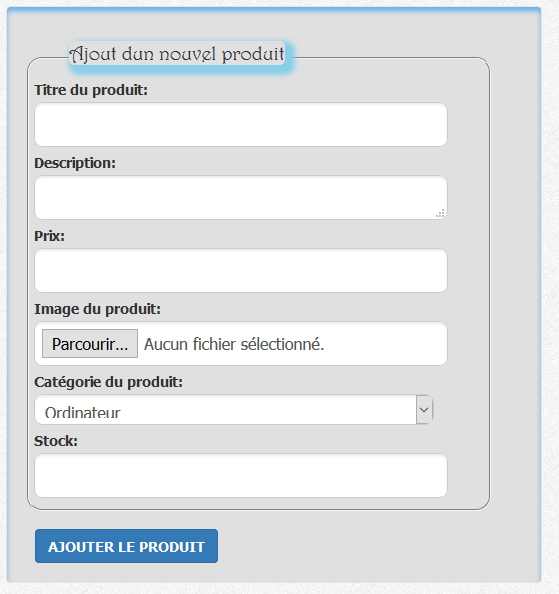 Ajout dun nouvel produit
Titre du produit:
Description:
Prix:
Image du produit:
Parcourir... Aucun fichier sélectionné.
Catégorie du produit:
Ordinateur
Stock:
AJOUTER LE PRODUIT